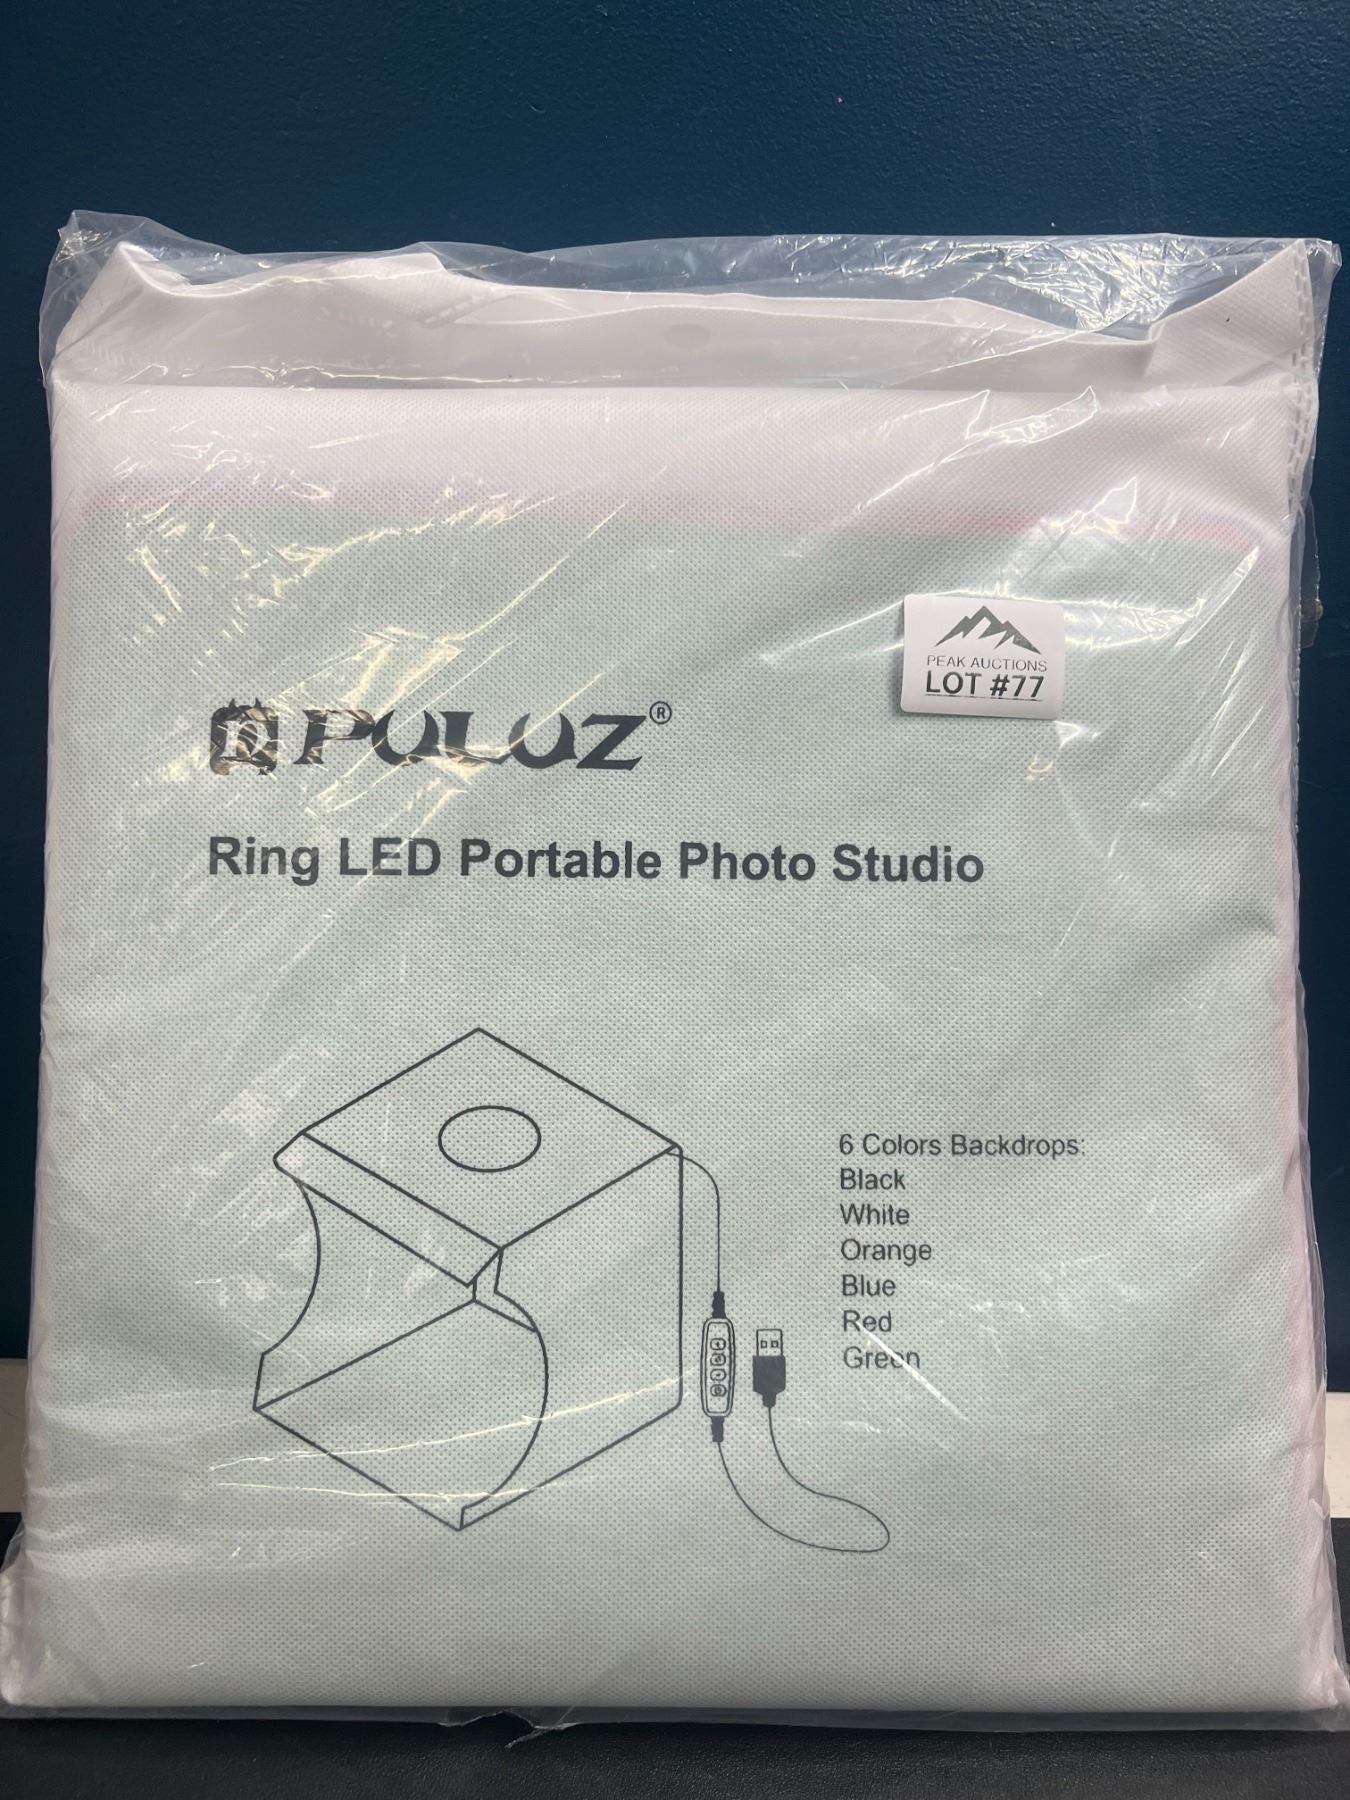 PEAK AUCTIONS
LOT #77
PULUZ®
Ring LED Portable Photo Studio
6 Colors Backdrops:
Black
White
Orange
Blue
Red
Green